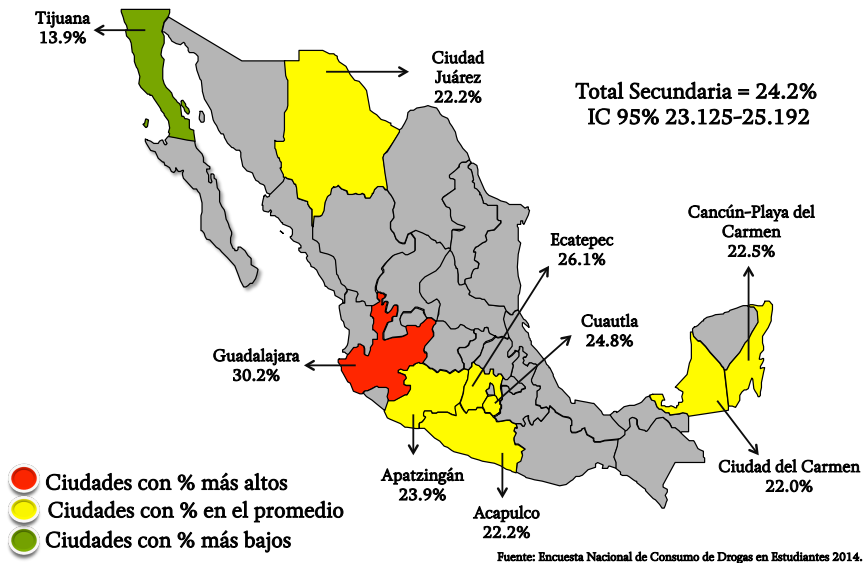 Tijuana
13.9%
Ciudad
Juárez
22.2%
Total Secundaria = 24.2%
IC 95% 23.125-25.192
Cancún-Playa del
Carmen
22.5%
Ecatepec
26.1%
Cuautla
24.8%
Guadalajara
30.2%
Ciudad del Carmen
22.0%
Apatzingán
23.9%
Acapulco
22.2%
Ciudades con % más altos
Ciudades con % en el promedio
Ciudades con % más bajos
Fuente: Encuesta Nacional de Consumo de Drogas en Estudiantes 2014.